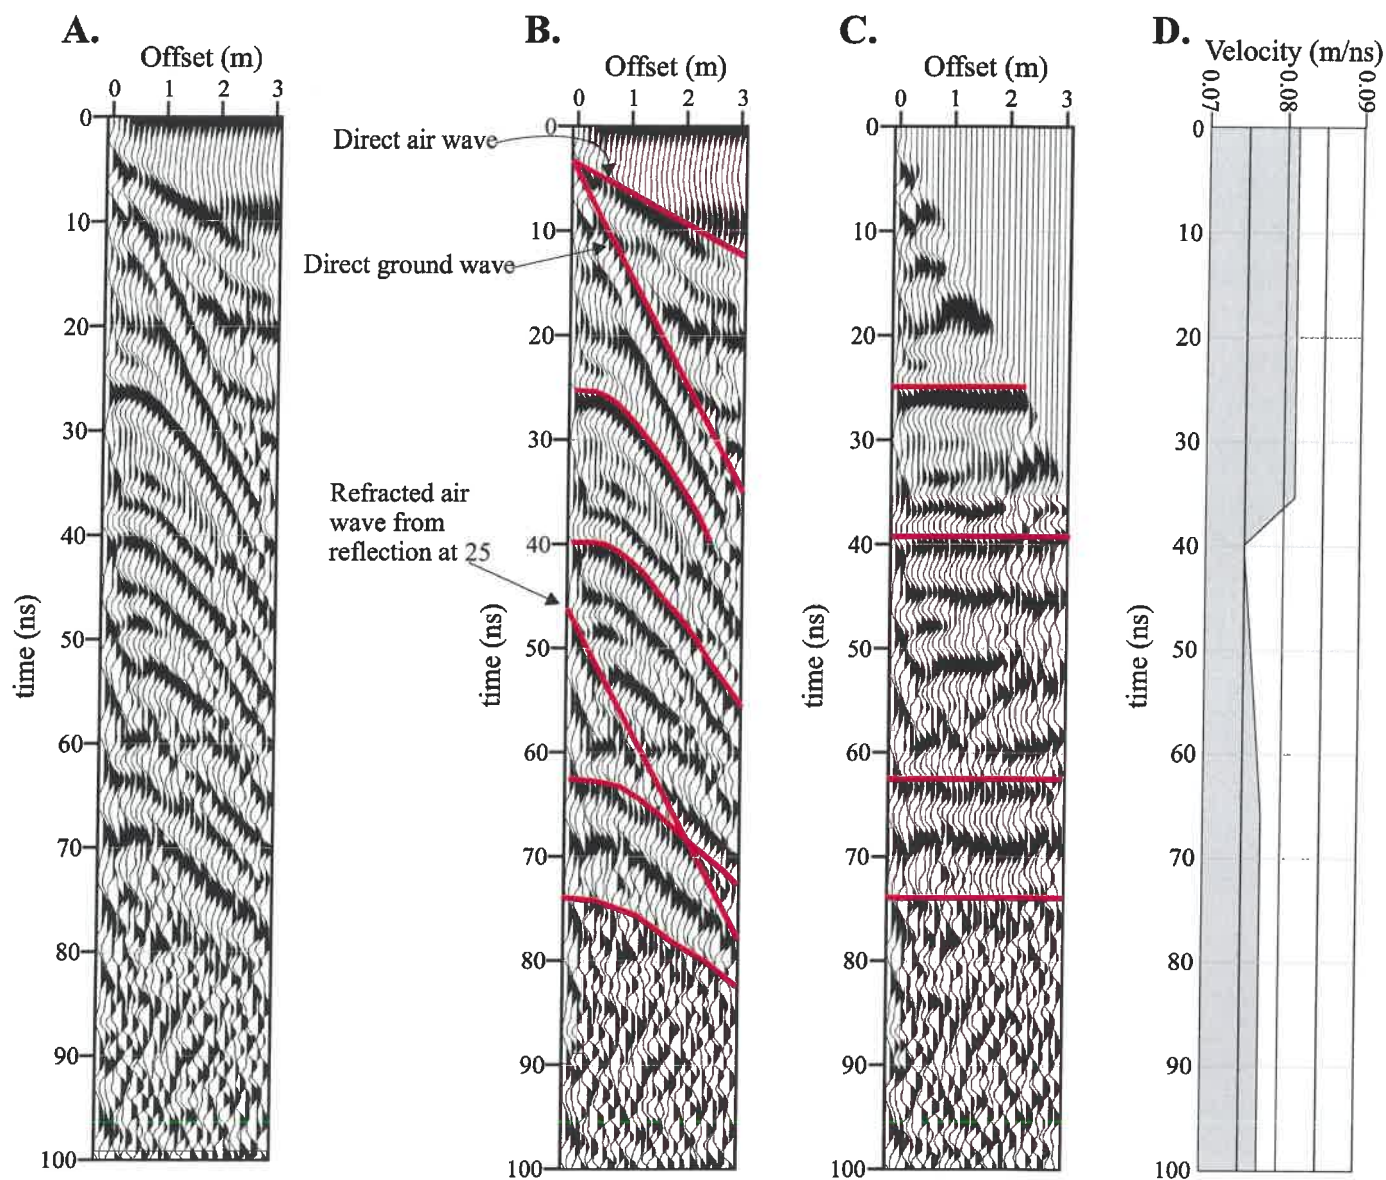 A.
Offset (m)
0 1 2 3
0
10
20
30
40
50
60
70
80
90
100
time (ns)
B.
Offset (m)
0 1 2 3
0
10
20
30
40
50
60
70
80
90
100
time (ns)
Direct air wave
Direct ground wave
Refracted air
wave from
reflection at 25
C.
Offset (m)
0 1 2 3
0
10
20
30
40
50
60
70
80
90
100
time (ns)
D.
Velocity (m/ns)
0.07 0.08 0.09
0
10
20
30
40
50
60
70
80
90
100
time (ns)